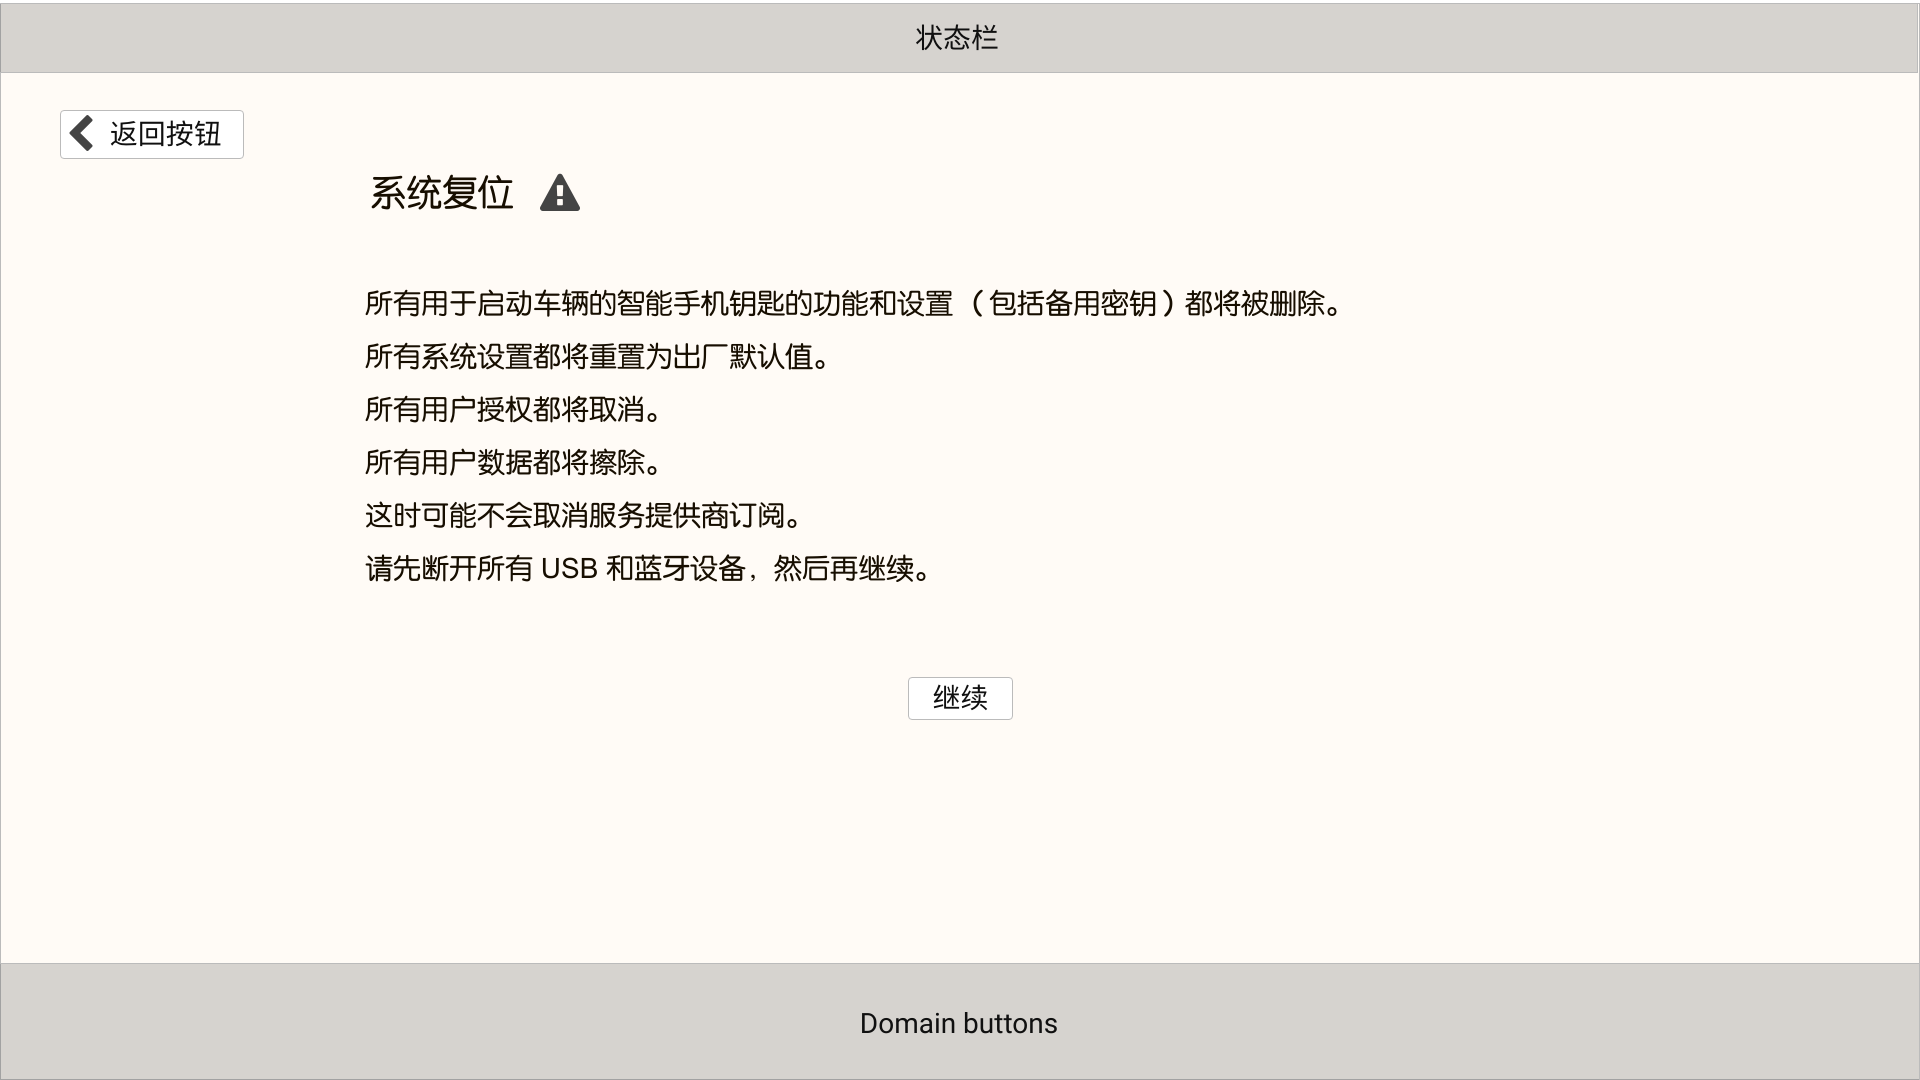 状态栏
返回按钮
系统复位
所有用于启动车辆的智能手机钥匙的功能和设置（包括备用密钥）都将被删除。
所有系统设置都将重置为出厂默认值。
所有用户授权都将取消。
所有用户数据都将擦除。
这时可能不会取消服务提供商订阅。
请先断开所有 USB 和蓝牙设备，然后再继续。
继续
Domain buttons